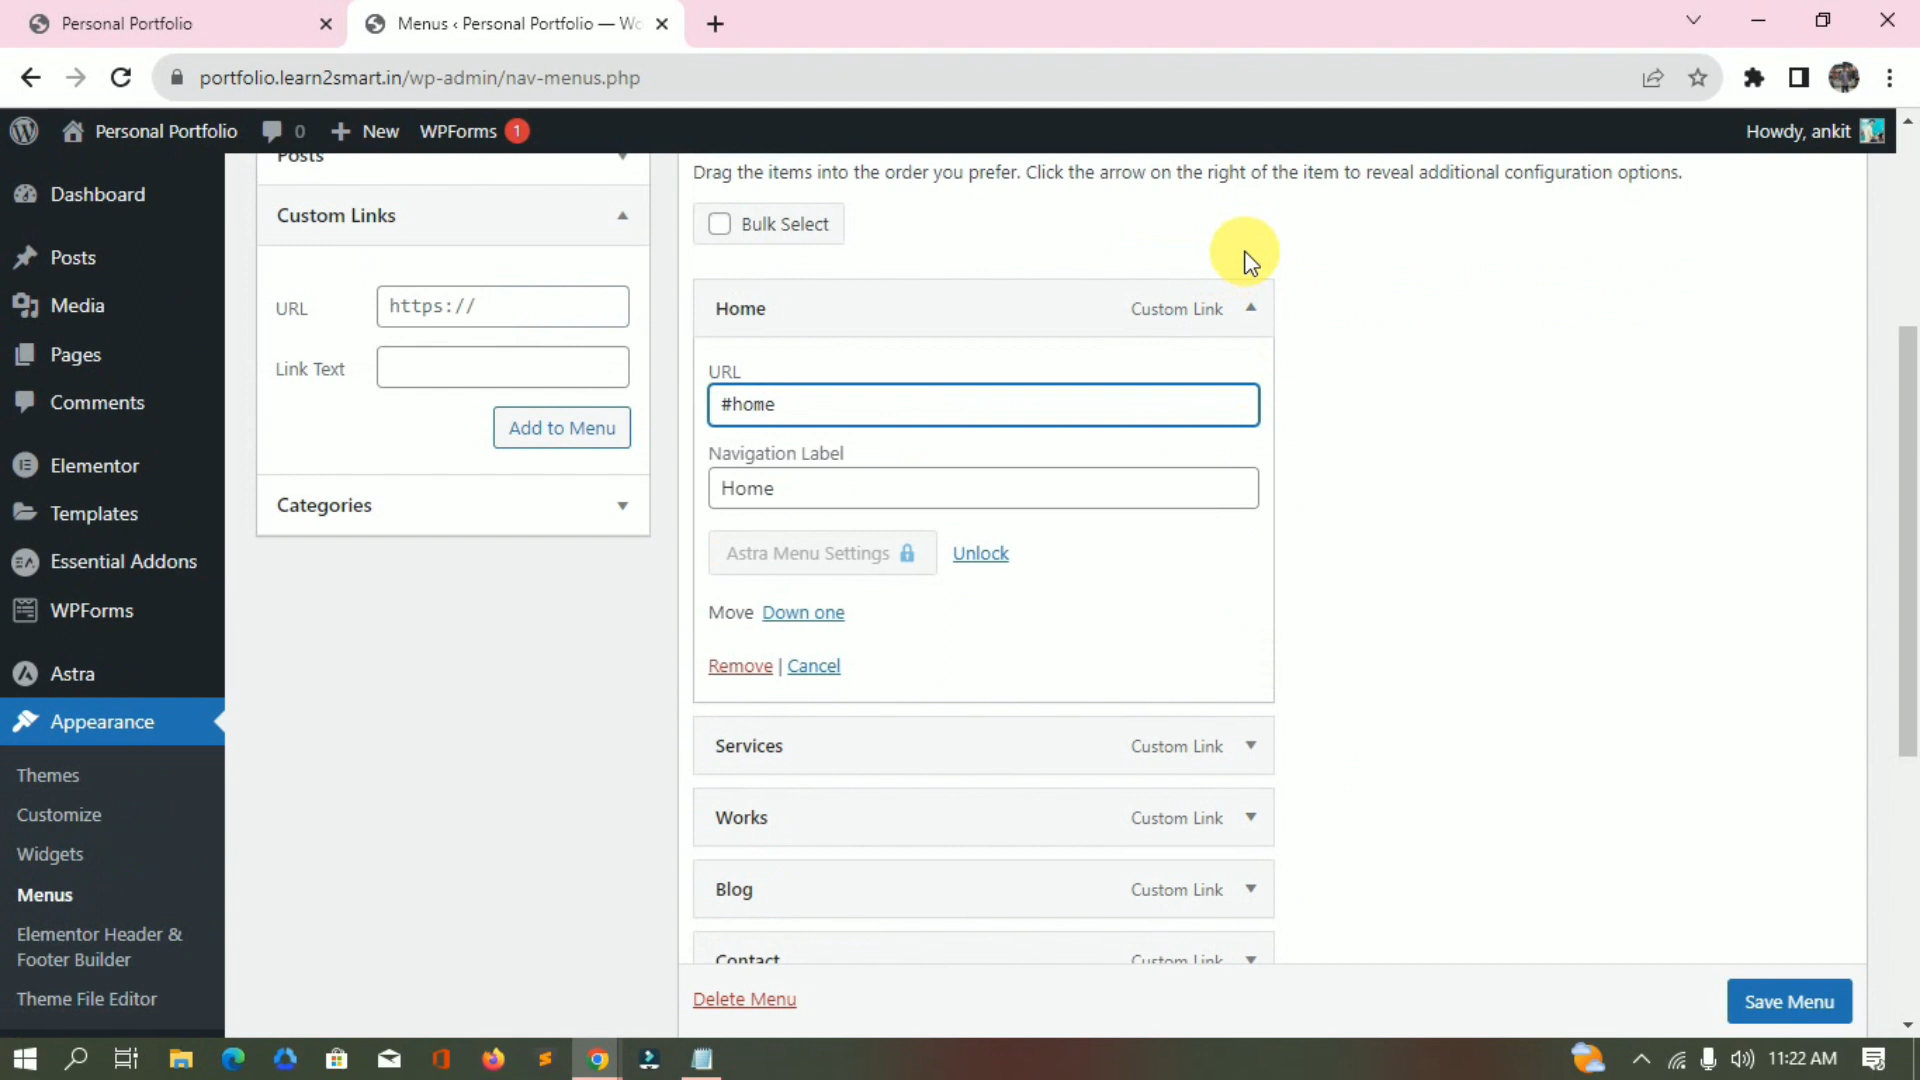 Personal Portfolio
Menus ‹ Personal Portfolio — Wo
portfolio.learn2smart.in/wp-admin/nav-menus.php
Personal Portfolio 0 New WPForms 1 Howdy, ankit
Dashboard
Posts
Media
Pages
Comments
Elementor
Templates
Essential Addons
WPForms
Astra
Appearance
Themes
Customize
Widgets
Menus
Elementor Header &
Footer Builder
Theme File Editor
Posts
Custom Links
URL https://
Link Text
Add to Menu
Categories
Drag the items into the order you prefer. Click the arrow on the right of the item to reveal additional configuration options.
Bulk Select
Home Custom Link
URL
#home
Navigation Label
Home
Astra Menu Settings Unlock
Move Down one
Remove | Cancel
Services Custom Link
Works Custom Link
Blog Custom Link
Contact Custom Link
Delete Menu Save Menu
11:22 AM